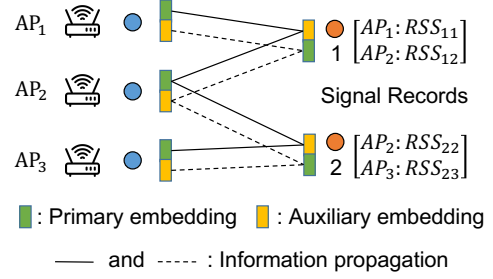 AP₁
1 [AP₁: RSS₁₁
AP₂: RSS₁₂]
AP₂
Signal Records
AP₃
2 [AP₂: RSS₂₂
AP₃: RSS₂₃]
: Primary embedding : Auxiliary embedding
and : Information propagation